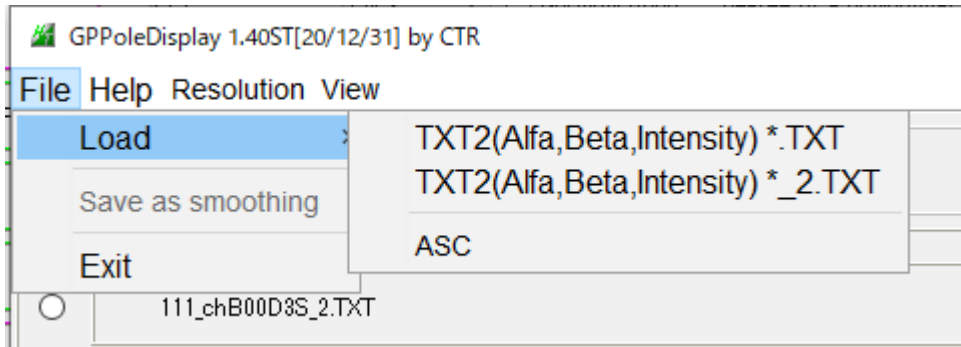 GPPoleDisplay 1.40ST[20/12/31] by CTR
File Help Resolution View
Load
TXT2(Alfa,Beta,Intensity) *.TXT
TXT2(Alfa,Beta,Intensity) *_2.TXT
Save as smoothing
ASC
Exit
111_chB00D3S_2.TXT